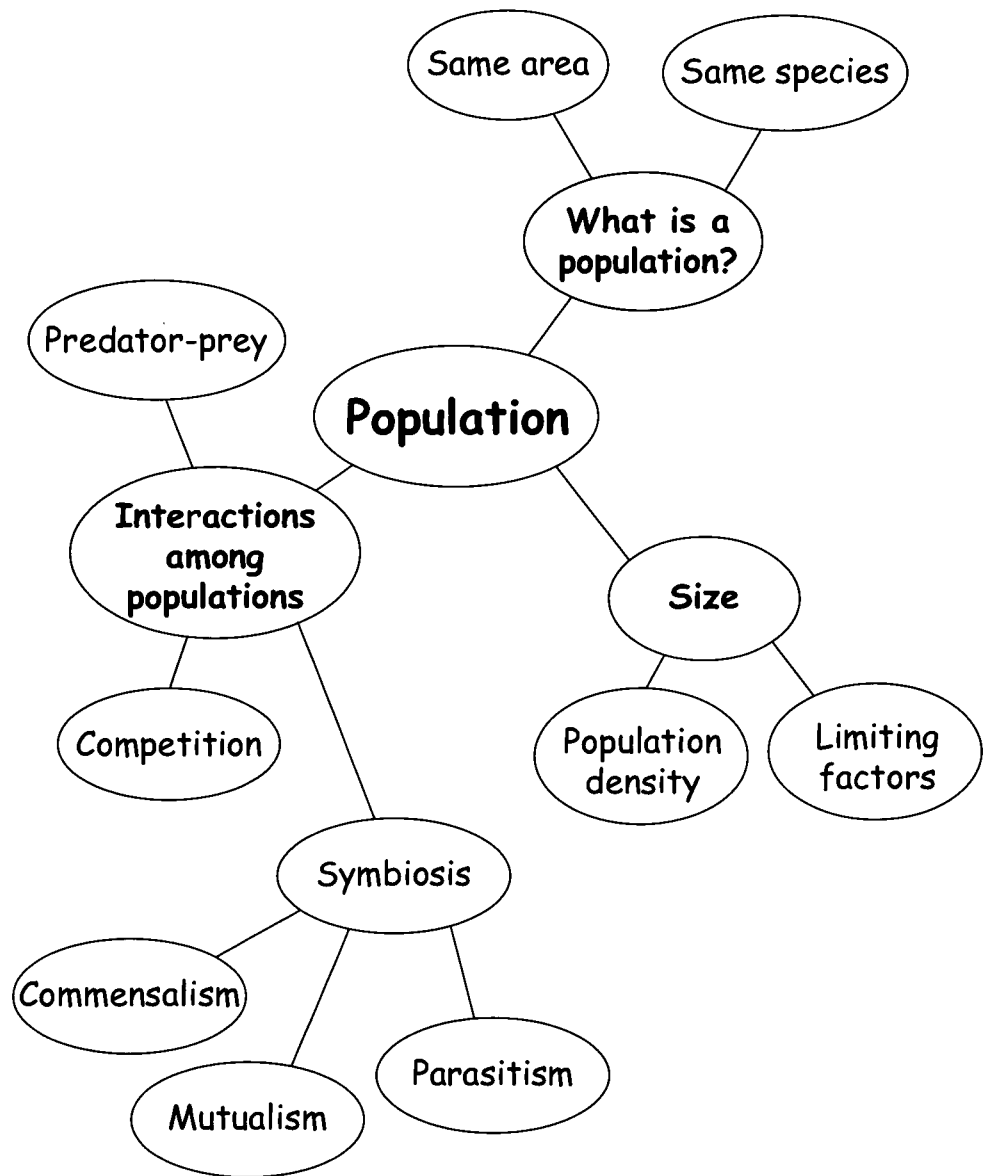 Same area
Same species
What is a
population?
Predator-prey
Population
Interactions
among
populations
Size
Competition
Population
density
Limiting
factors
Symbiosis
Commensalism
Parasitism
Mutualism